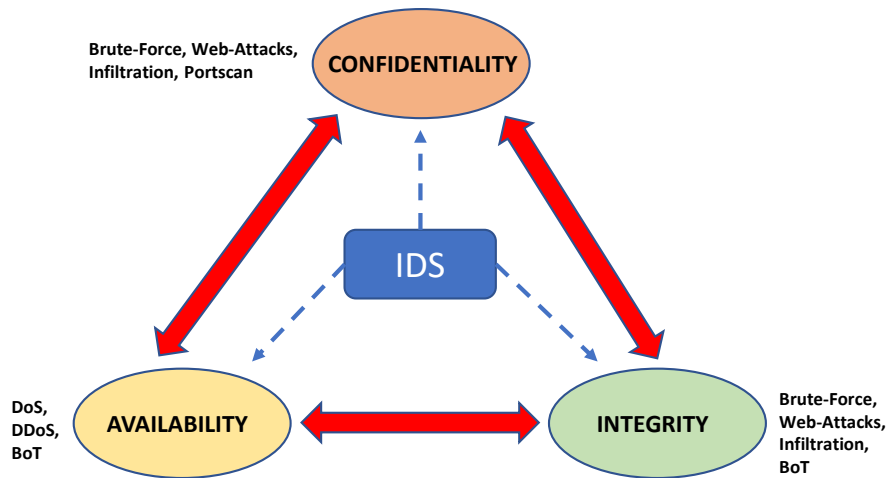 Brute-Force, Web-Attacks,
Infiltration, Portscan
CONFIDENTIALITY
IDS
DoS,
DDoS,
BoT
AVAILABILITY
INTEGRITY
Brute-Force,
Web-Attacks,
Infiltration,
BoT